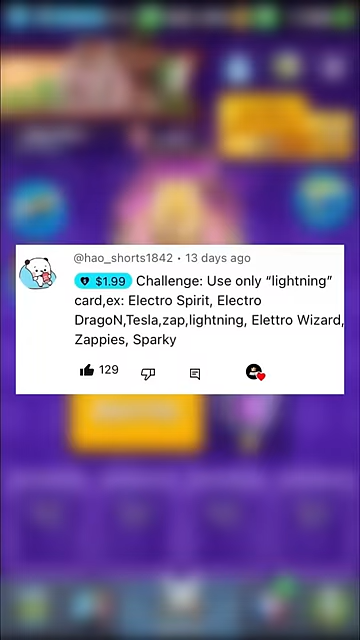 @hao_shorts1842 • 13 days ago
$1.99 Challenge: Use only “lightning”
card,ex: Electro Spirit, Electro
DragoN,Tesla,zap,lightning, Elettro Wizard,
Zappies, Sparky
129